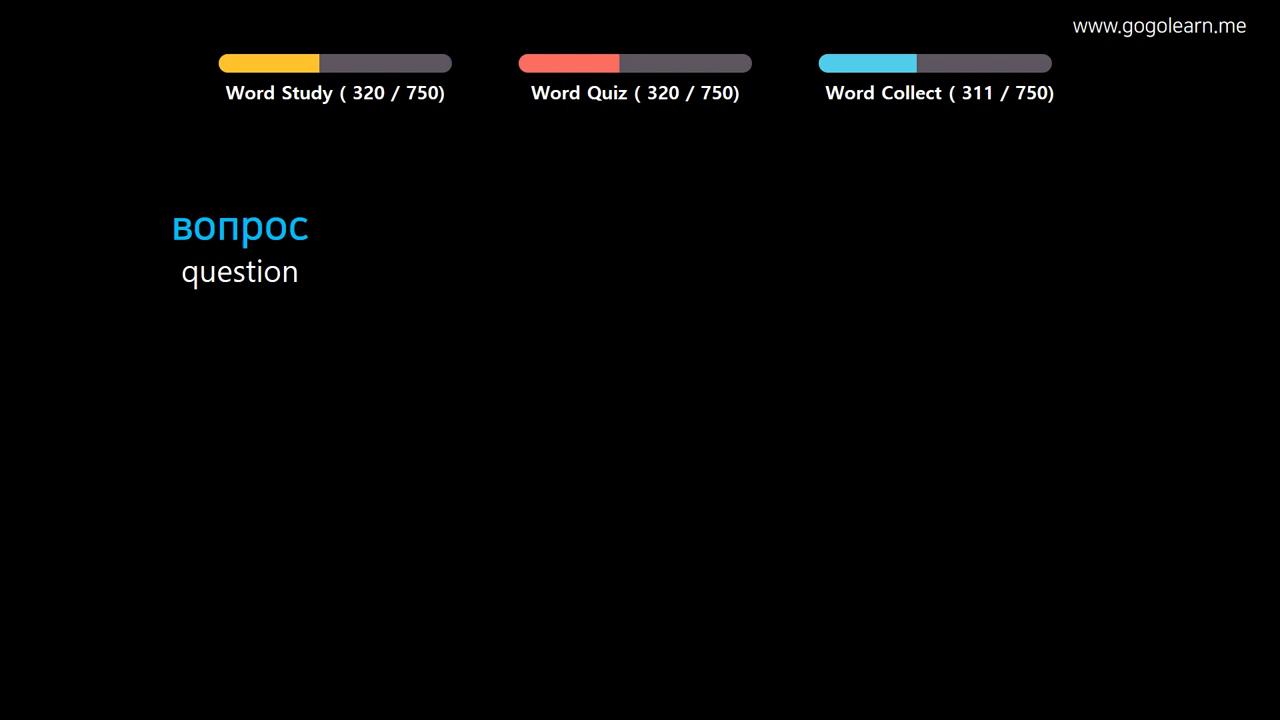 www.gogolearn.me
Word Study ( 320 / 750)
Word Quiz ( 320 / 750)
Word Collect ( 311 / 750)
вопрос
question